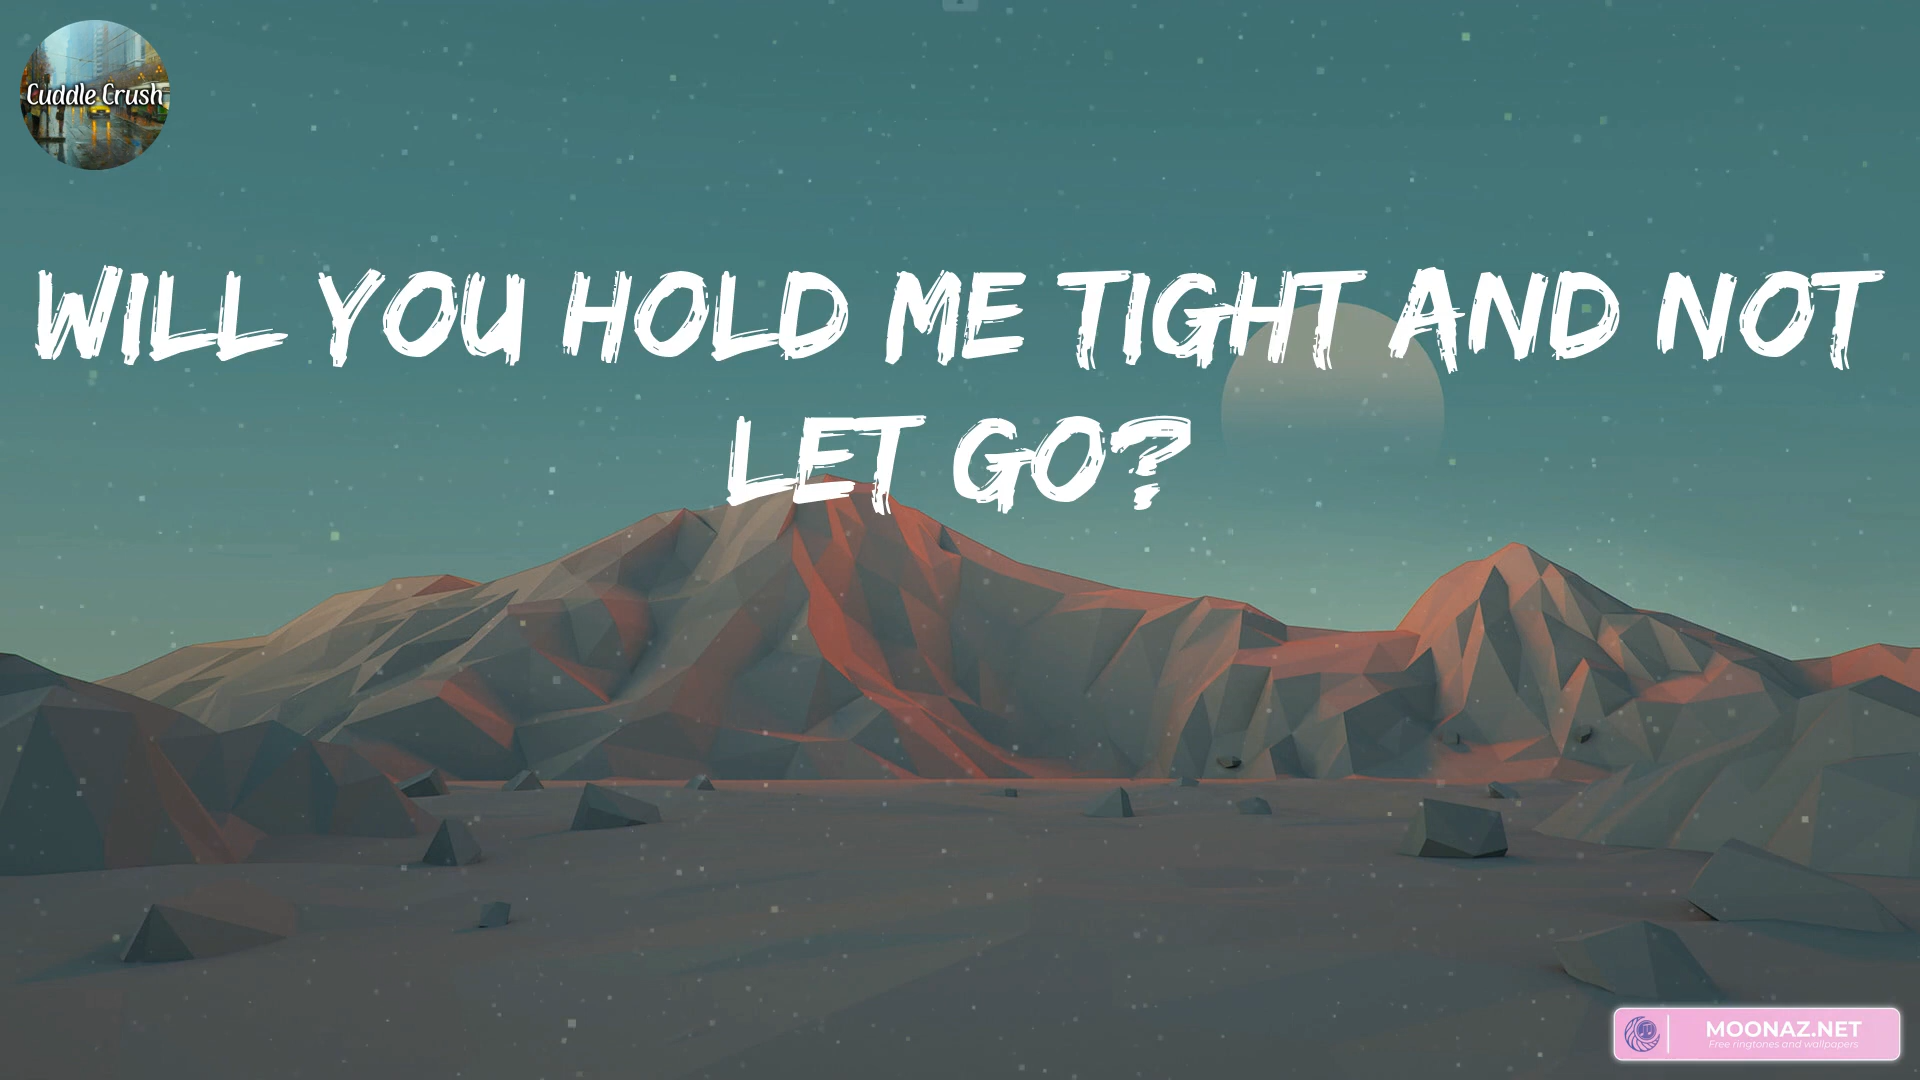 Cuddle Crush
WILL YOU HOLD ME TIGHT AND NOT
LET GO?
MOONAZ.NET
Free ringtones and wallpapers